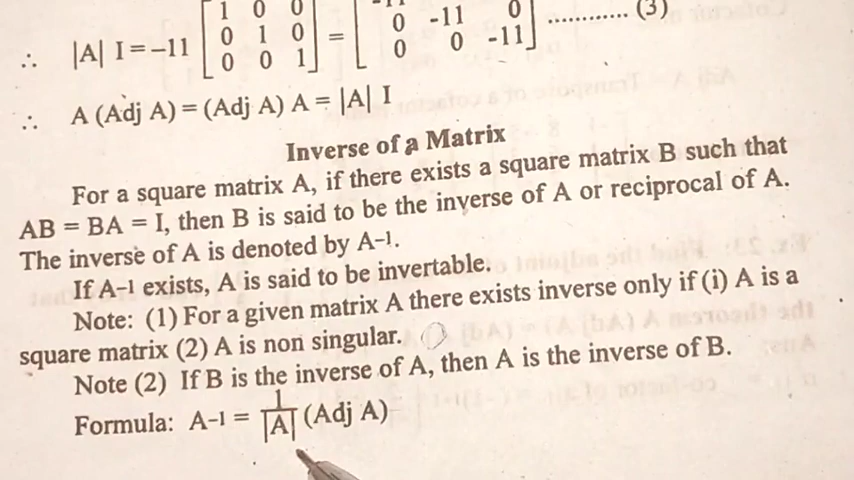 1 0 0
∴ |A| I = –11 [0 1 0] = [0 -11 0] ............ (3)
0 0 1 0 0 -11
∴ A (Adj A) = (Adj A) A = |A| I
Inverse of a Matrix
For a square matrix A, if there exists a square matrix B such that
AB = BA = I, then B is said to be the inverse of A or reciprocal of A.
The inverse of A is denoted by A–1.
If A–1 exists, A is said to be invertable.
Note: (1) For a given matrix A there exists inverse only if (i) A is a
square matrix (2) A is non singular.
Note (2) If B is the inverse of A, then A is the inverse of B.
Formula: A–1 = 1/|A| (Adj A)